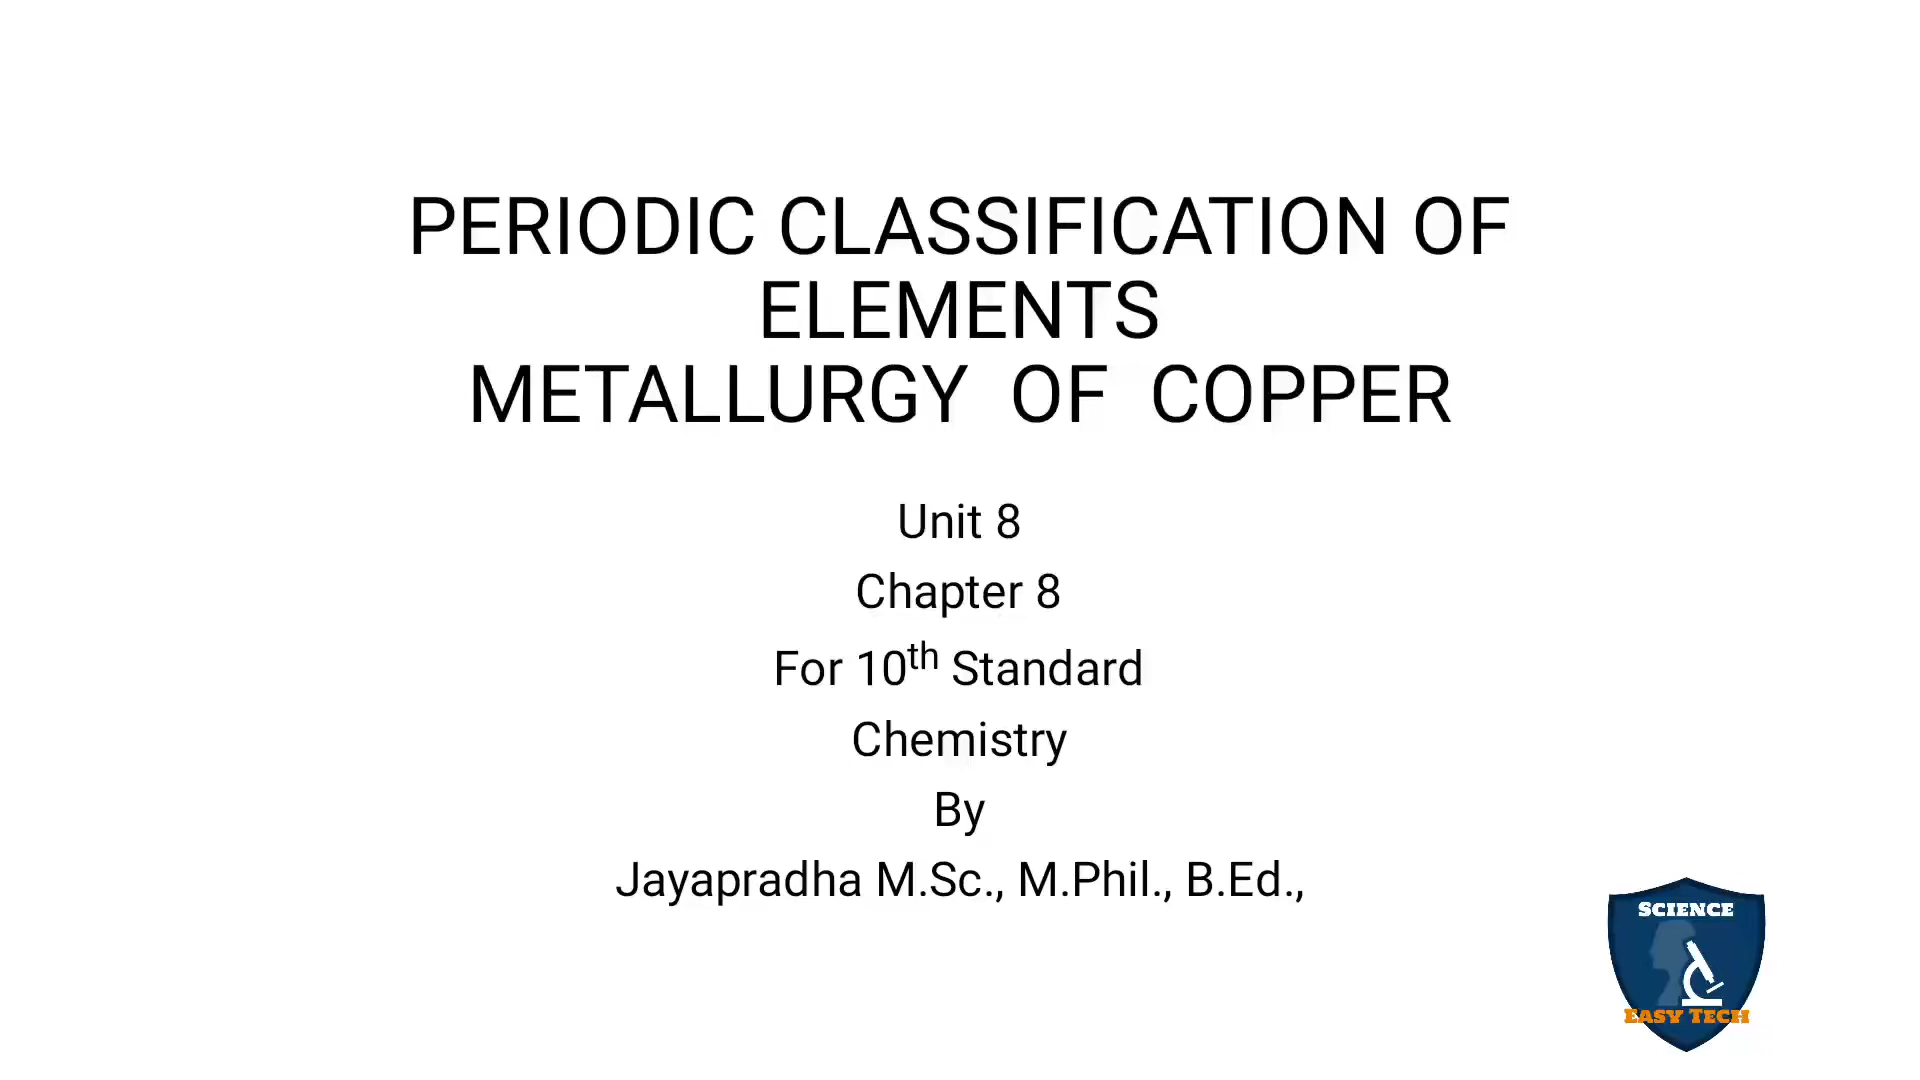 PERIODIC CLASSIFICATION OF
ELEMENTS
METALLURGY OF COPPER
Unit 8
Chapter 8
For 10th Standard
Chemistry
By
Jayapradha M.Sc., M.Phil., B.Ed.,
SCIENCE
EASY TECH